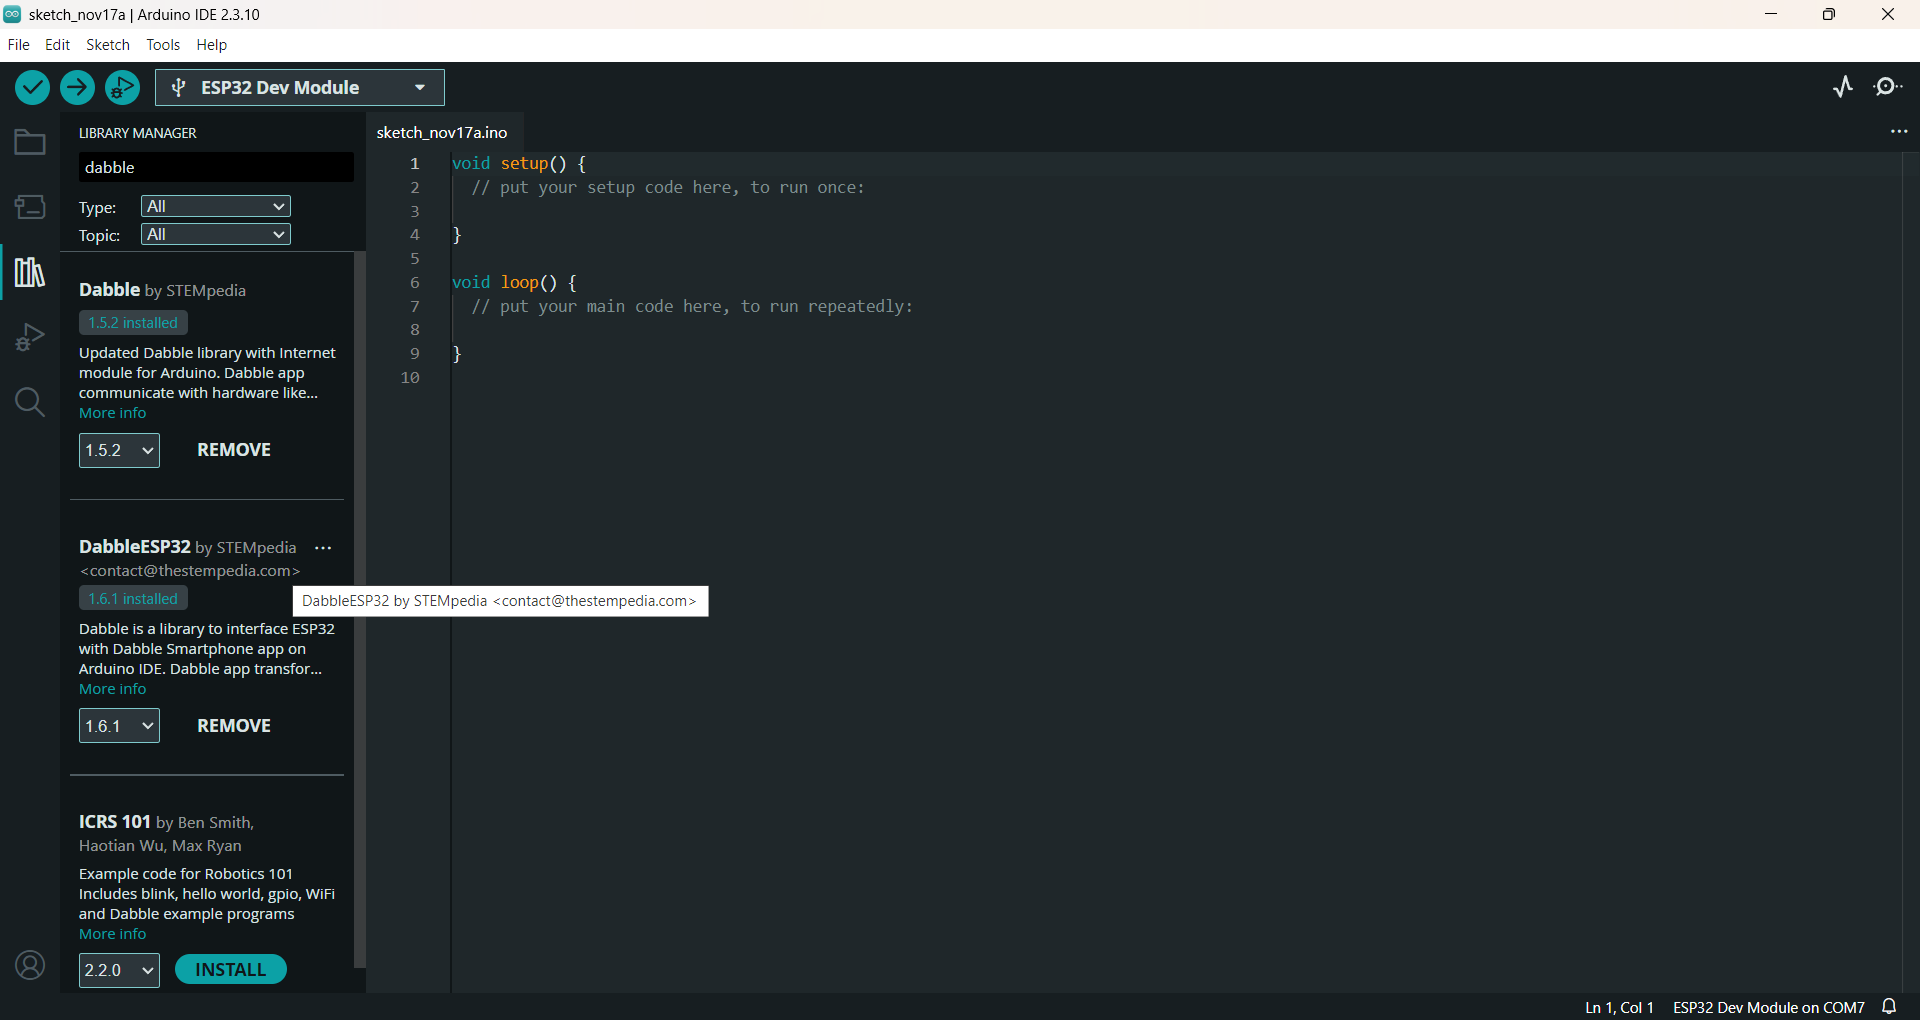 sketch_nov17a | Arduino IDE 2.3.10
File Edit Sketch Tools Help
ESP32 Dev Module
LIBRARY MANAGER
dabble
Type: All
Topic: All
Dabble by STEMpedia
1.5.2 installed
Updated Dabble library with Internet
module for Arduino. Dabble app
communicate with hardware like...
More info
1.5.2 REMOVE
DabbleESP32 by STEMpedia ...
<contact@thestempedia.com>
1.6.1 installed
DabbleESP32 by STEMpedia <contact@thestempedia.com>
Dabble is a library to interface ESP32
with Dabble Smartphone app on
Arduino IDE. Dabble app transfor...
More info
1.6.1 REMOVE
ICRS 101 by Ben Smith,
Haotian Wu, Max Ryan
Example code for Robotics 101
Includes blink, hello world, gpio, WiFi
and Dabble example programs
More info
2.2.0 INSTALL
sketch_nov17a.ino ...
1 void setup() {
2 // put your setup code here, to run once:
3
4 }
5
6 void loop() {
7 // put your main code here, to run repeatedly:
8
9 }
10
Ln 1, Col 1 ESP32 Dev Module on COM7